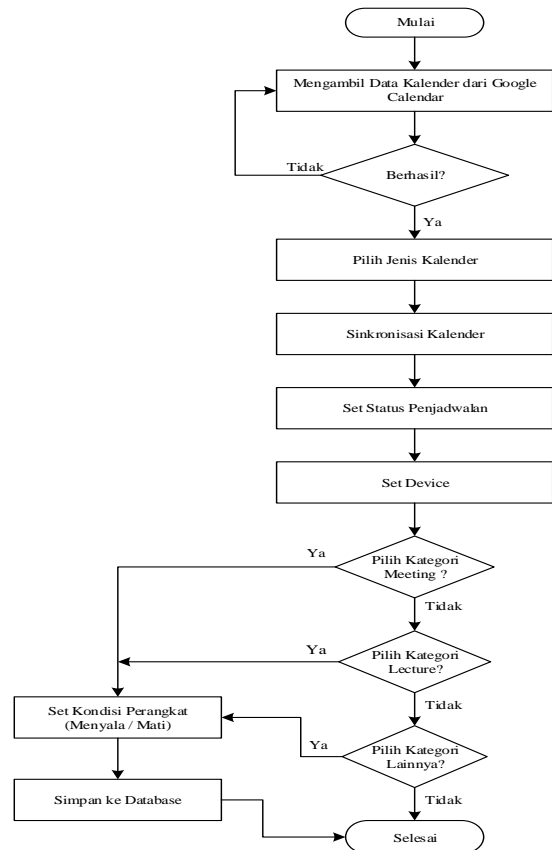 Mulai
Mengambil Data Kalender dari Google
Calendar
Tidak
Berhasil?
Ya
Pilih Jenis Kalender
Sinkronisasi Kalender
Set Status Penjadwalan
Set Device
Ya
Pilih Kategori
Meeting ?
Tidak
Ya
Pilih Kategori
Lecture?
Tidak
Set Kondisi Perangkat
(Menyala / Mati)
Ya
Pilih Kategori
Lainnya?
Simpan ke Database
Tidak
Selesai